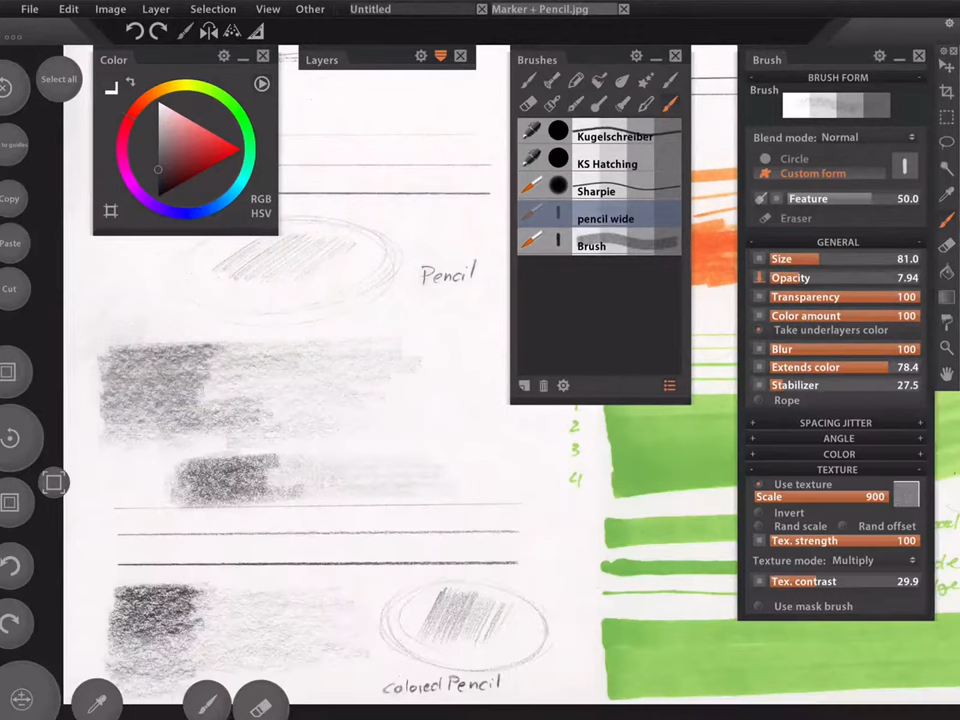 File Edit Image Layer Selection View Other Untitled Marker + Pencil.jpg
Select all
to guides
Copy
Paste
Cut
Color
RGB
HSV
Layers
Pencil
Colored Pencil
Brushes
Kugelschreiber
KS Hatching
Sharpie
pencil wide
Brush
2
3
4
Brush
BRUSH FORM
Brush
Blend mode: Normal
Circle
Custom form
Feature 50.0
Eraser
GENERAL
Size 81.0
Opacity 7.94
Transparency 100
Color amount 100
Take underlayers color
Blur 100
Extends color 78.4
Stabilizer 27.5
Rope
+ SPACING JITTER +
+ ANGLE +
+ COLOR +
- TEXTURE -
Use texture
Scale 900
Invert
Rand scale Rand offset
Tex. strength 100
Texture mode: Multiply
Tex. contrast 29.9
Use mask brush